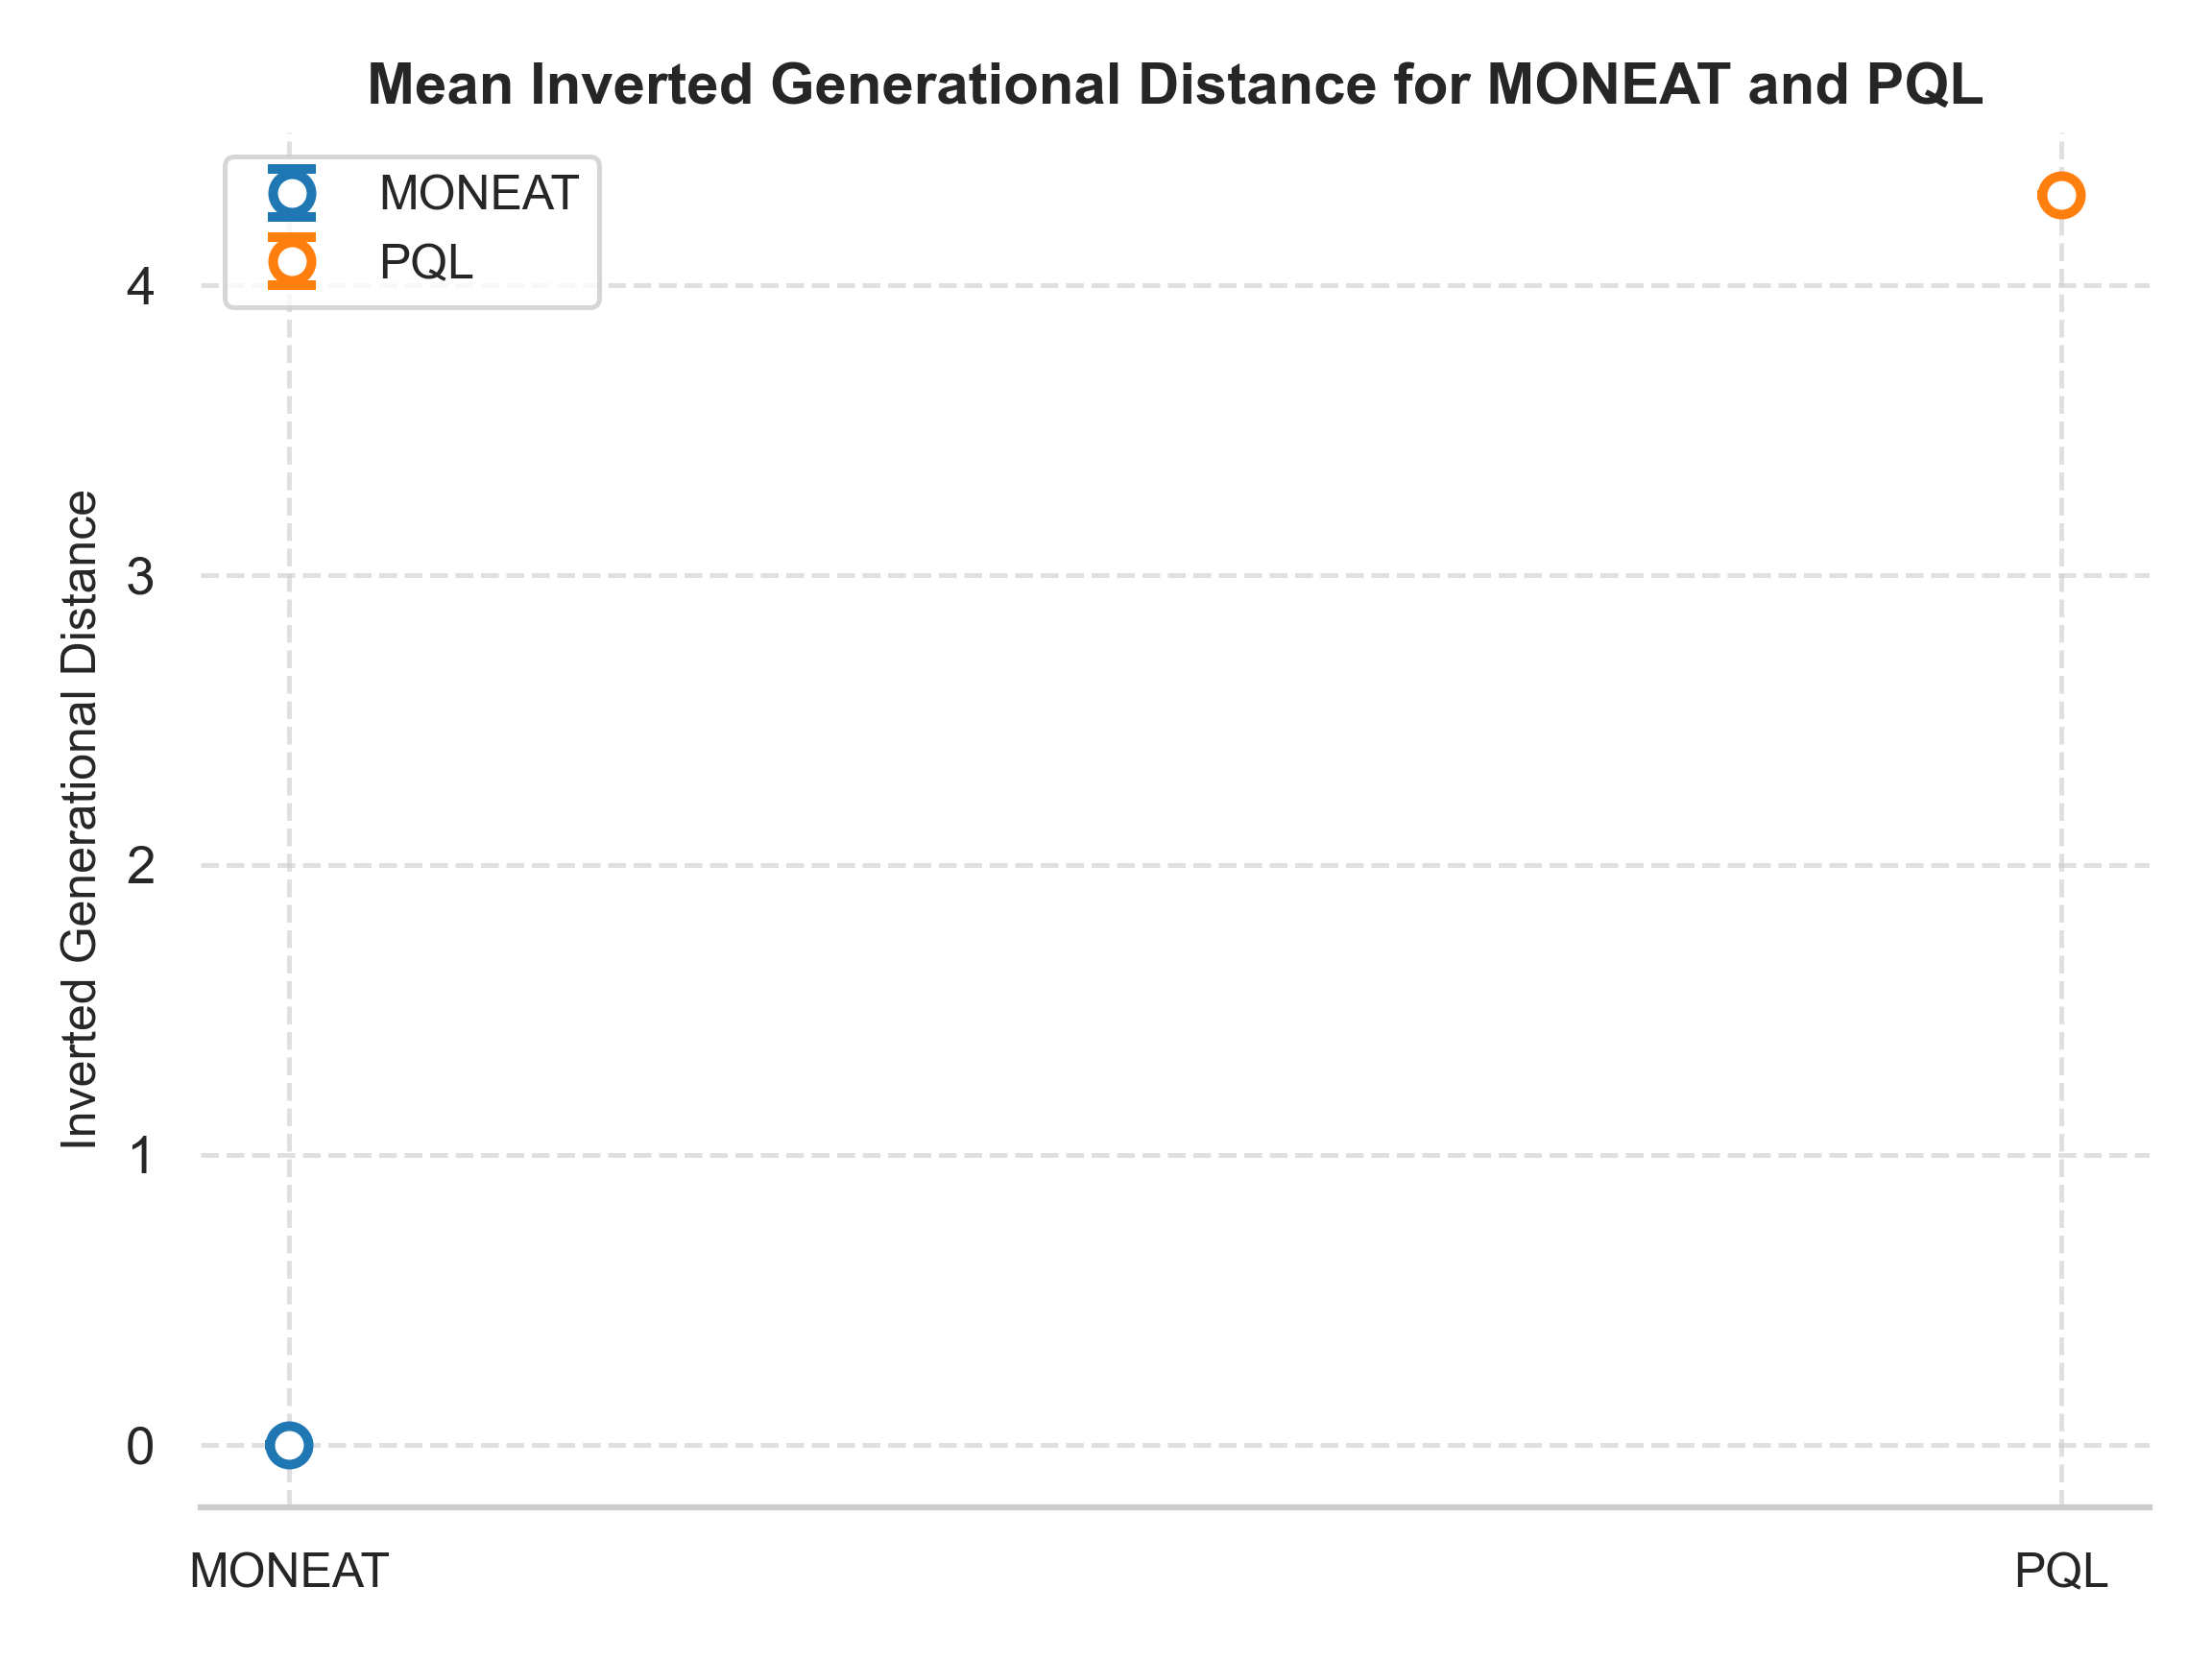 Mean Inverted Generational Distance for MONEAT and PQL
MONEAT
PQL
Inverted Generational Distance
4
3
2
1
0
MONEAT
PQL